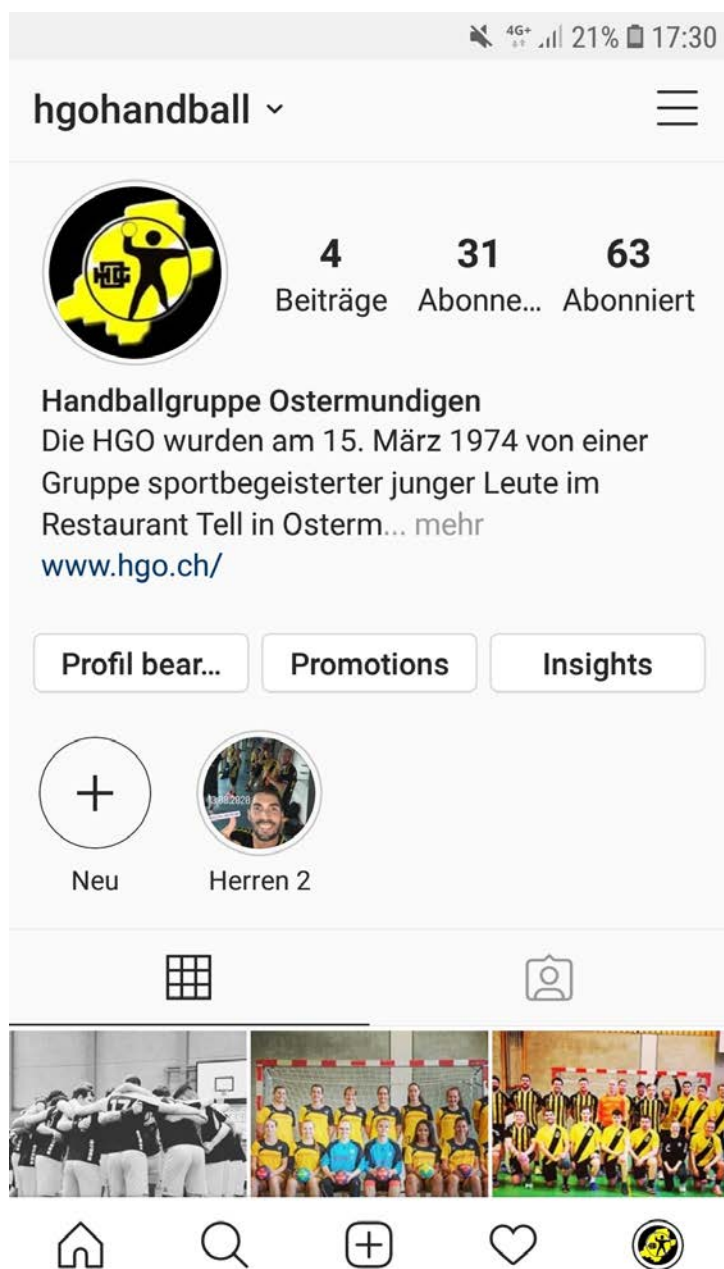 4G+ 21% 17:30
hgohandball
HGO
4 31 63
Beiträge Abonne... Abonniert
Handballgruppe Ostermundigen
Die HGO wurden am 15. März 1974 von einer
Gruppe sportbegeisterter junger Leute im
Restaurant Tell in Osterm... mehr
www.hgo.ch/
Profil bear... Promotions Insights
Neu Herren 2
17